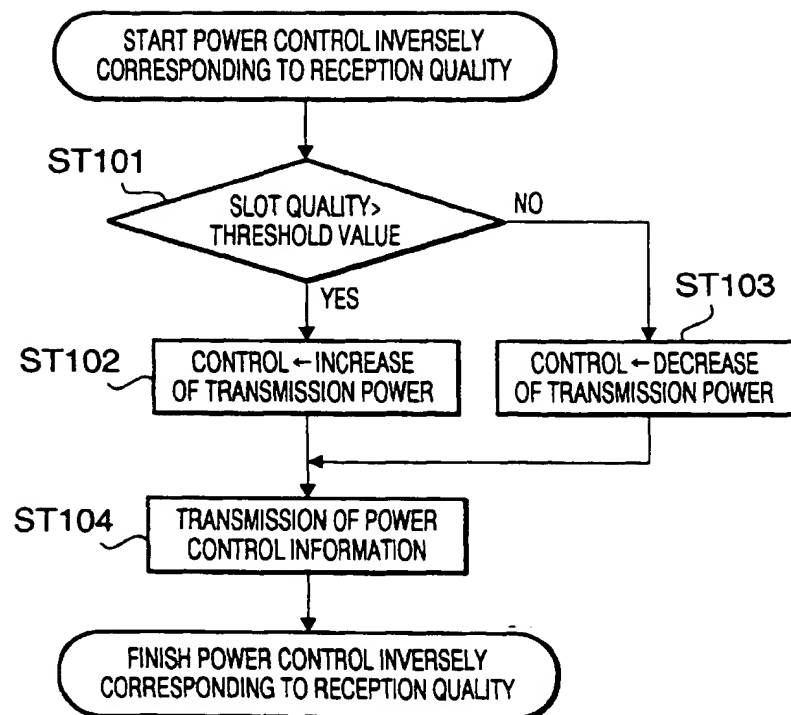 START POWER CONTROL INVERSELY
CORRESPONDING TO RECEPTION QUALITY
ST101
SLOT QUALITY>
THRESHOLD VALUE
NO
YES
ST103
ST102
CONTROL←INCREASE
OF TRANSMISSION POWER
CONTROL←DECREASE
OF TRANSMISSION POWER
ST104
TRANSMISSION OF POWER
CONTROL INFORMATION
FINISH POWER CONTROL INVERSELY
CORRESPONDING TO RECEPTION QUALITY